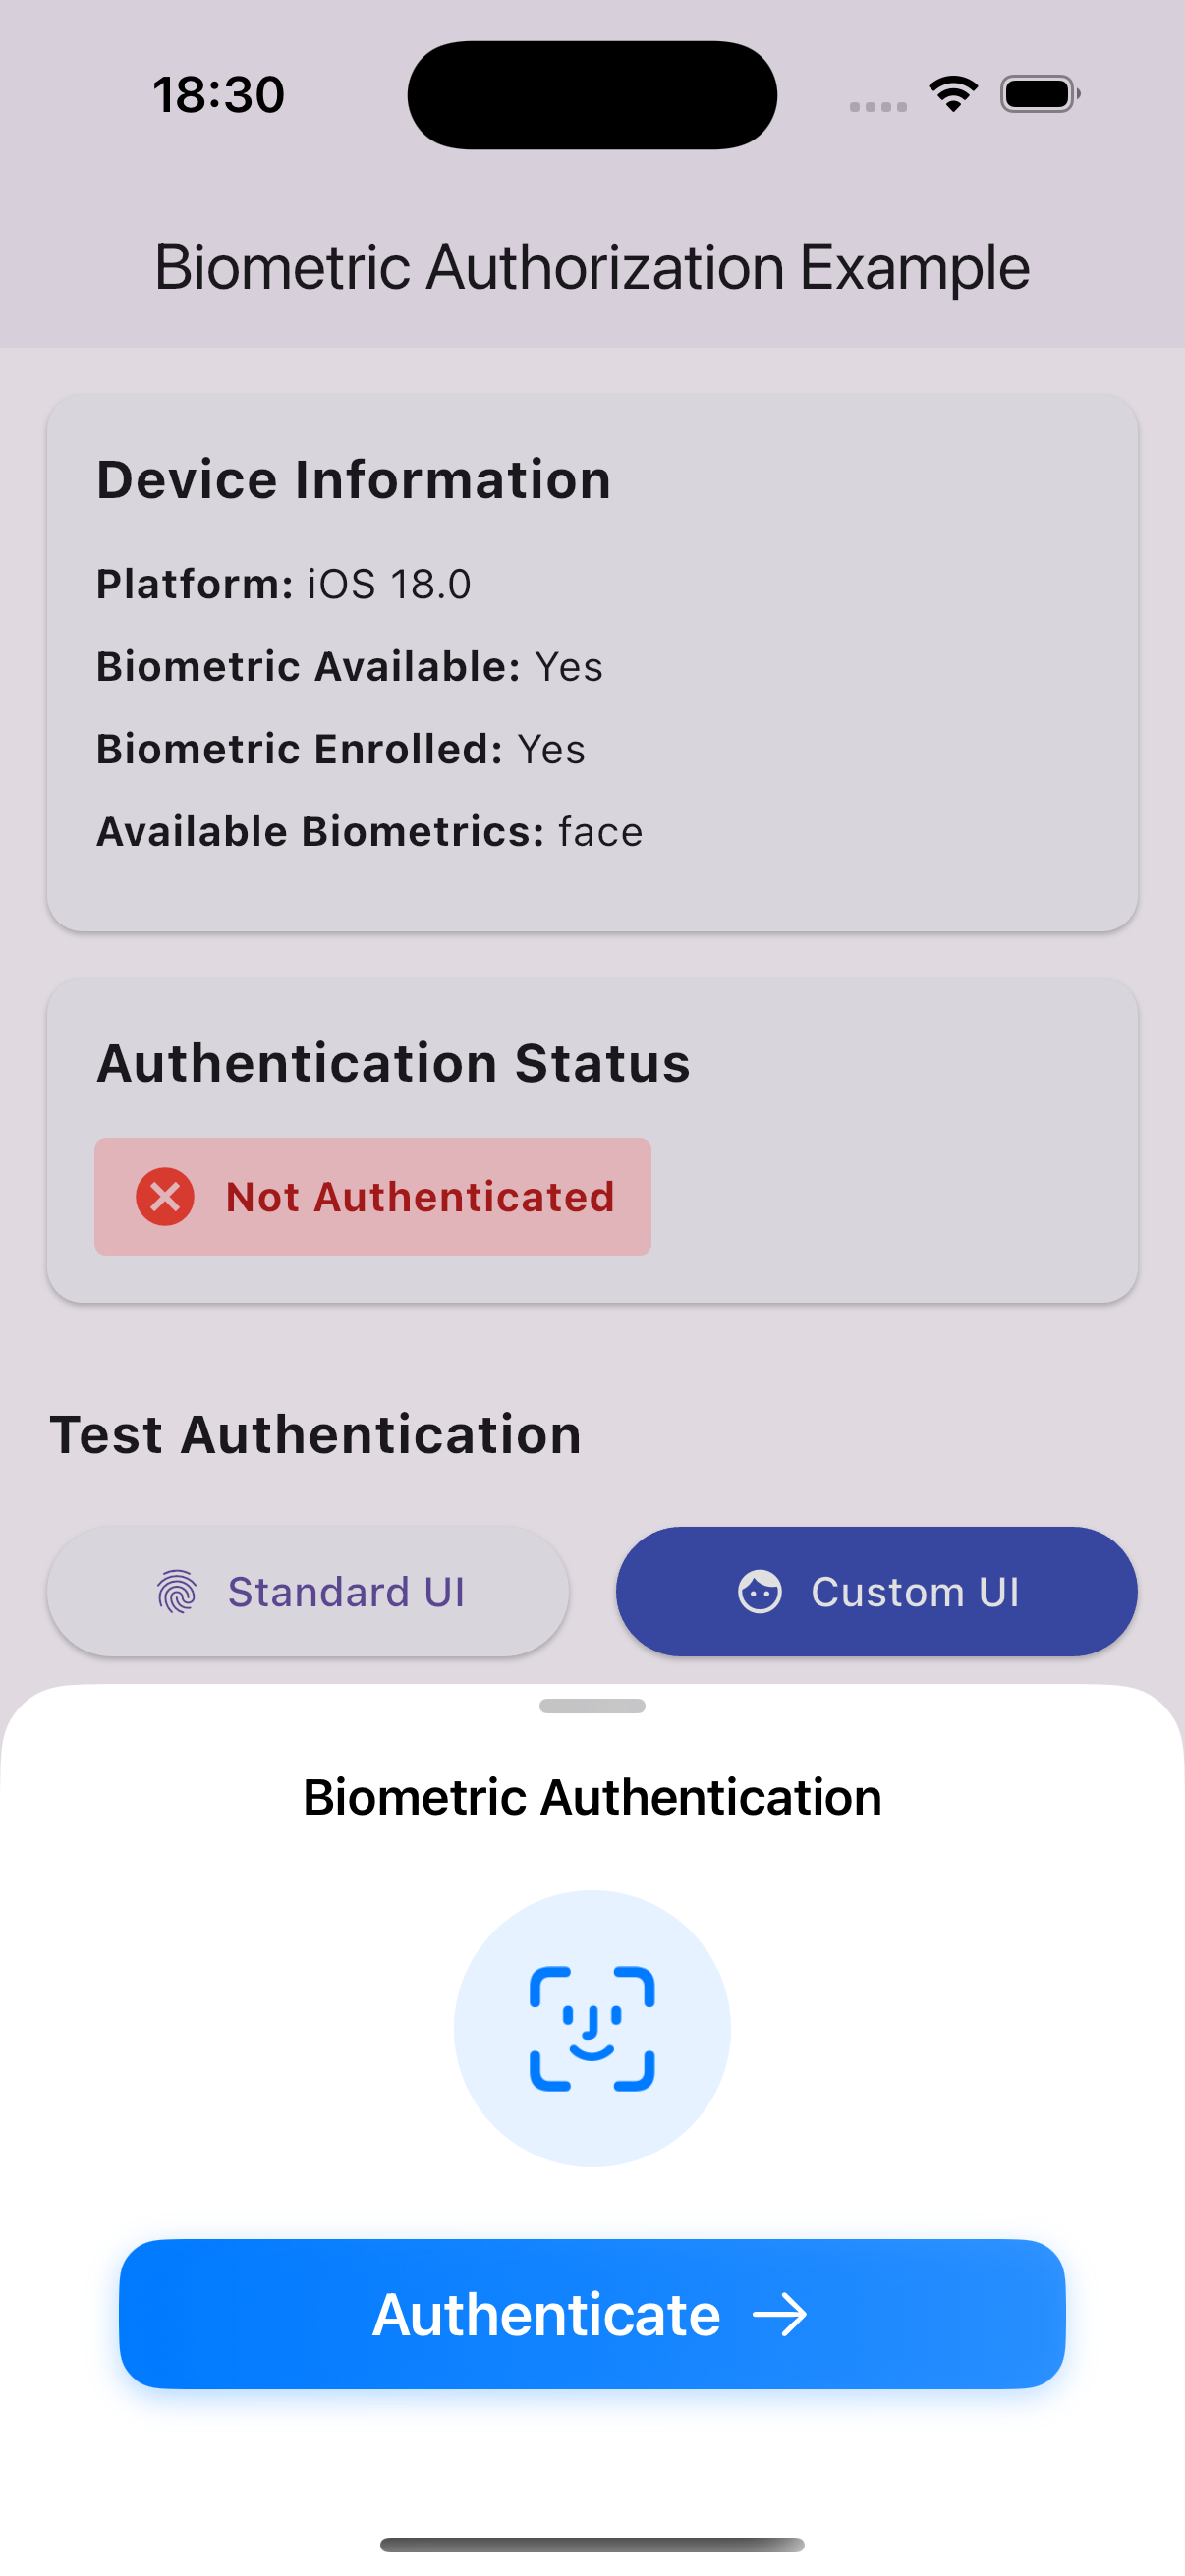 18:30
Biometric Authorization Example
Device Information
Platform: iOS 18.0
Biometric Available: Yes
Biometric Enrolled: Yes
Available Biometrics: face
Authentication Status
Not Authenticated
Test Authentication
Standard UI
Custom UI
Biometric Authentication
Authenticate